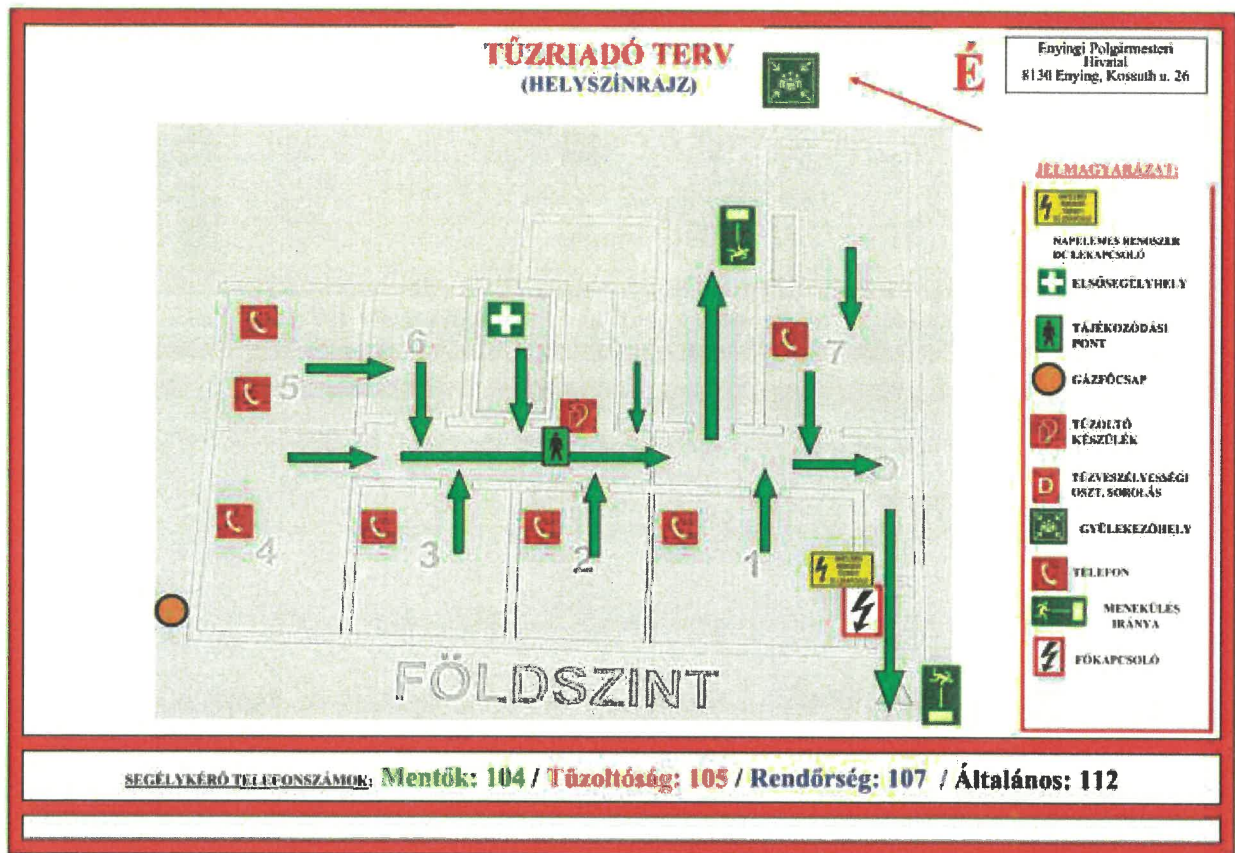 TŰZRIADÓ TERV
(HELYSZÍNRAJZ)
É
Enyingi Polgármesteri
Hivatal
8130 Enying, Kossuth u. 26
JELMAGYARÁZAT:
NAPELEMES RENDSZER
DC LEKAPCSOLÓ
ELSŐSEGÉLYHELY
TÁJÉKOZÓDÁSI
PONT
GÁZFŐCSAP
TŰZOLTÓ
KÉSZÜLÉK
D
TŰZVESZÉLYESSÉGI
OSZT. SOROLÁS
GYÜLEKEZŐHELY
TELEFON
MENEKÜLÉS
IRÁNYA
FŐKAPCSOLÓ
6
5
7
4
3
2
1
FÖLDSZINT
SEGÉLYKÉRŐ TELEFONSZÁMOK: Mentők: 104 / Tűzoltóság: 105 / Rendőrség: 107 / Általános: 112